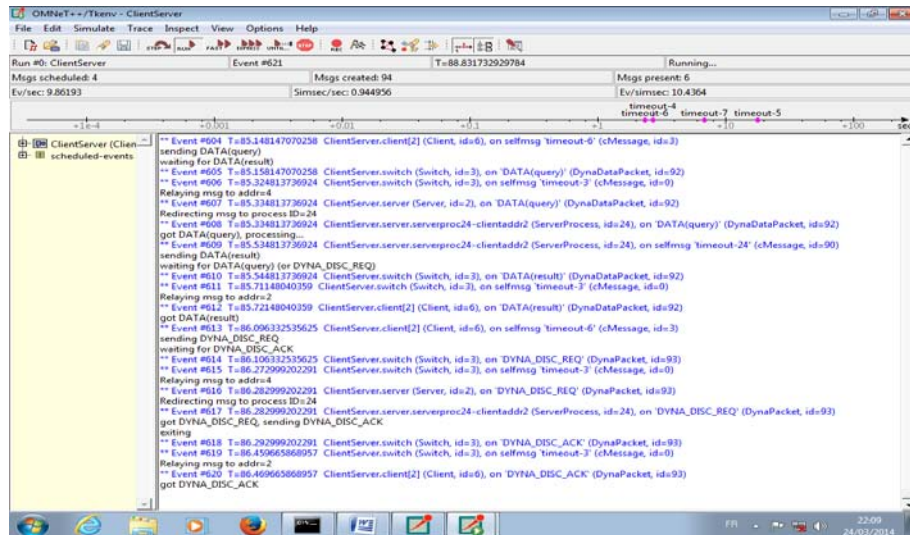 OMNeT++/Tkenv - ClientServer
File Edit Simulate Trace Inspect View Options Help
STEP RUN FAST EXPRESS UNTIL... STOP
Run #0: ClientServer Event #621 T=88.831732929784 Running...
Msgs scheduled: 4 Msgs created: 94 Msgs present: 6
Ev/sec: 9.86193 Simsec/sec: 0.944956 Ev/simsec: 10.4364
timeout-4
timeout-6 timeout-7 timeout-5
+1e-4 +0.001 +0.01 +0.1 +1 +10 +100 sec
ClientServer (Clien
scheduled-events
** Event #604 T=85.148147070258 ClientServer.client[2] (Client, id=6), on selfmsg 'timeout-6' (cMessage, id=3)
sending DATA(query)
waiting for DATA(result)
** Event #605 T=85.158147070258 ClientServer.switch (Switch, id=3), on 'DATA(query)' (DynaDataPacket, id=92)
** Event #606 T=85.324813736924 ClientServer.switch (Switch, id=3), on selfmsg 'timeout-3' (cMessage, id=0)
Relaying msg to addr=4
** Event #607 T=85.334813736924 ClientServer.server (Server, id=2), on 'DATA(query)' (DynaDataPacket, id=92)
Redirecting msg to process ID=24
** Event #608 T=85.334813736924 ClientServer.server.serverproc24-clientaddr2 (ServerProcess, id=24), on 'DATA(query)' (DynaDataPacket, id=92)
got DATA(query), processing...
** Event #609 T=85.534813736924 ClientServer.server.serverproc24-clientaddr2 (ServerProcess, id=24), on selfmsg 'timeout-24' (cMessage, id=90)
sending DATA(result)
waiting for DATA(query) (or DYNA_DISC_REQ)
** Event #610 T=85.544813736924 ClientServer.switch (Switch, id=3), on 'DATA(result)' (DynaDataPacket, id=92)
** Event #611 T=85.71148040359 ClientServer.switch (Switch, id=3), on selfmsg 'timeout-3' (cMessage, id=0)
Relaying msg to addr=2
** Event #612 T=85.72148040359 ClientServer.client[2] (Client, id=6), on 'DATA(result)' (DynaDataPacket, id=92)
got DATA(result)
** Event #613 T=86.096332535625 ClientServer.client[2] (Client, id=6), on selfmsg 'timeout-6' (cMessage, id=3)
sending DYNA_DISC_REQ
waiting for DYNA_DISC_ACK
** Event #614 T=86.106332535625 ClientServer.switch (Switch, id=3), on 'DYNA_DISC_REQ' (DynaPacket, id=93)
** Event #615 T=86.272999202291 ClientServer.switch (Switch, id=3), on selfmsg 'timeout-3' (cMessage, id=0)
Relaying msg to addr=4
** Event #616 T=86.282999202291 ClientServer.server (Server, id=2), on 'DYNA_DISC_REQ' (DynaPacket, id=93)
Redirecting msg to process ID=24
** Event #617 T=86.282999202291 ClientServer.server.serverproc24-clientaddr2 (ServerProcess, id=24), on 'DYNA_DISC_REQ' (DynaPacket, id=93)
got DYNA_DISC_REQ, sending DYNA_DISC_ACK
exiting
** Event #618 T=86.292999202291 ClientServer.switch (Switch, id=3), on 'DYNA_DISC_ACK' (DynaPacket, id=93)
** Event #619 T=86.459665868957 ClientServer.switch (Switch, id=3), on selfmsg 'timeout-3' (cMessage, id=0)
Relaying msg to addr=2
** Event #620 T=86.469665868957 ClientServer.client[2] (Client, id=6), on 'DYNA_DISC_ACK' (DynaPacket, id=93)
got DYNA_DISC_ACK
FR 22:09
24/03/2014